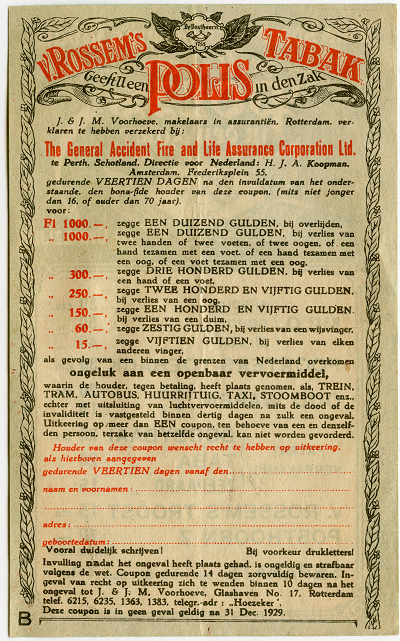 De Posthoorn
1755
v. ROSSEM'S TABAK
Geeft U een POLIS in den Zak
J. & J. M. Voorhoeve, makelaars in assurantiën, Rotterdam, ver-
klaren te hebben verzekerd bij:
The General Accident Fire and Life Assurance Corporation Ltd.
te Perth, Schotland. Directie voor Nederland: H. J. A. Koopman,
Amsterdam, Frederiksplein 55,
gedurende VEERTIEN DAGEN na den invuldatum van het onder-
staande, den bona-fide houder van deze coupon. (mits niet jonger
dan 16, of ouder dan 70 jaar).
voor:
Fl 1000.—, zegge EEN DUIZEND GULDEN, bij overlijden,
„ 1000.—, zegge EEN DUIZEND GULDEN, bij verlies van
twee handen of twee voeten, of twee oogen, of een
hand tezamen met een voet, of een hand tezamen met
een oog, of een voet tezamen met een oog,
„ 300.—, zegge DRIE HONDERD GULDEN, bij verlies van
een hand of een voet,
„ 250.—, zegge TWEE HONDERD EN VIJFTIG GULDEN,
bij verlies van een oog,
„ 150.—, zegge EEN HONDERD EN VIJFTIG GULDEN,
bij verlies van een duim,
„ 60.—, zegge ZESTIG GULDEN, bij verlies van een wijsvinger,
„ 15.—, zegge VIJFTIEN GULDEN, bij verlies van elken
anderen vinger,
als gevolg van een binnen de grenzen van Nederland overkomen
ongeluk aan een openbaar vervoermiddel,
waarin de houder, tegen betaling, heeft plaats genomen, als, TREIN,
TRAM, AUTOBUS, HUURRIJTUIG, TAXI, STOOMBOOT enz.,
echter met uitsluiting van luchtvervoermiddelen, mits de dood of de
invaliditeit is vastgesteld binnen dertig dagen na zulk een ongeval.
Uitkeering op meer dan EEN coupon, ten behoeve van een en denzelf-
den persoon, terzake van hetzelfde ongeval, kan niet worden gevorderd.
Houder van deze coupon wenscht recht te hebben op uitkeering,
als hierboven aangegeven
gedurende VEERTIEN dagen vanaf den
naam en voornamen:
adres:
geboortedatum:
Vooral duidelijk schrijven! Bij voorkeur drukletters!
Invulling nadat het ongeval heeft plaats gehad, is ongeldig en strafbaar
volgens de wet. Coupon gedurende 14 dagen zorgvuldig bewaren. In-
geval van recht op uitkeering zich te wenden binnen 10 dagen na het
ongeval tot J. & J. M. Voorhoeve, Glashaven No. 17, Rotterdam
telef. 6215, 6235, 1363, 1383, telegr.-adr.: „Hoezeker".
Deze coupon is in geen geval geldig na 31 Dec. 1929.
B